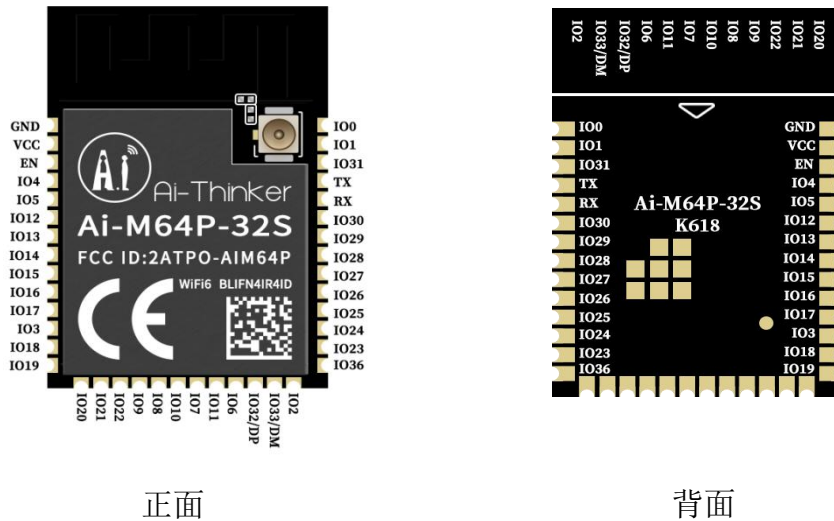 GND
VCC
EN
IO4
IO5
IO12
IO13
IO14
IO15
IO16
IO17
IO3
IO18
IO19
A.i
Ai-Thinker
Ai-M64P-32S
FCC ID:2ATPO-AIM64P
CE
WiFi6 BLIFN4IR4ID
IO0
IO1
IO31
TX
RX
IO30
IO29
IO28
IO27
IO26
IO25
IO24
IO23
IO36
IO20
IO21
IO22
IO9
IO8
IO10
IO7
IO11
IO6
IO32/DP
IO33/DM
IO2
正面
IO2
IO33/DM
IO32/DP
IO6
IO11
IO7
IO10
IO8
IO9
IO22
IO21
IO20
IO0
IO1
IO31
TX
RX
IO30
IO29
IO28
IO27
IO26
IO25
IO24
IO23
IO36
Ai-M64P-32S
K618
GND
VCC
EN
IO4
IO5
IO12
IO13
IO14
IO15
IO16
IO17
IO3
IO18
IO19
背面